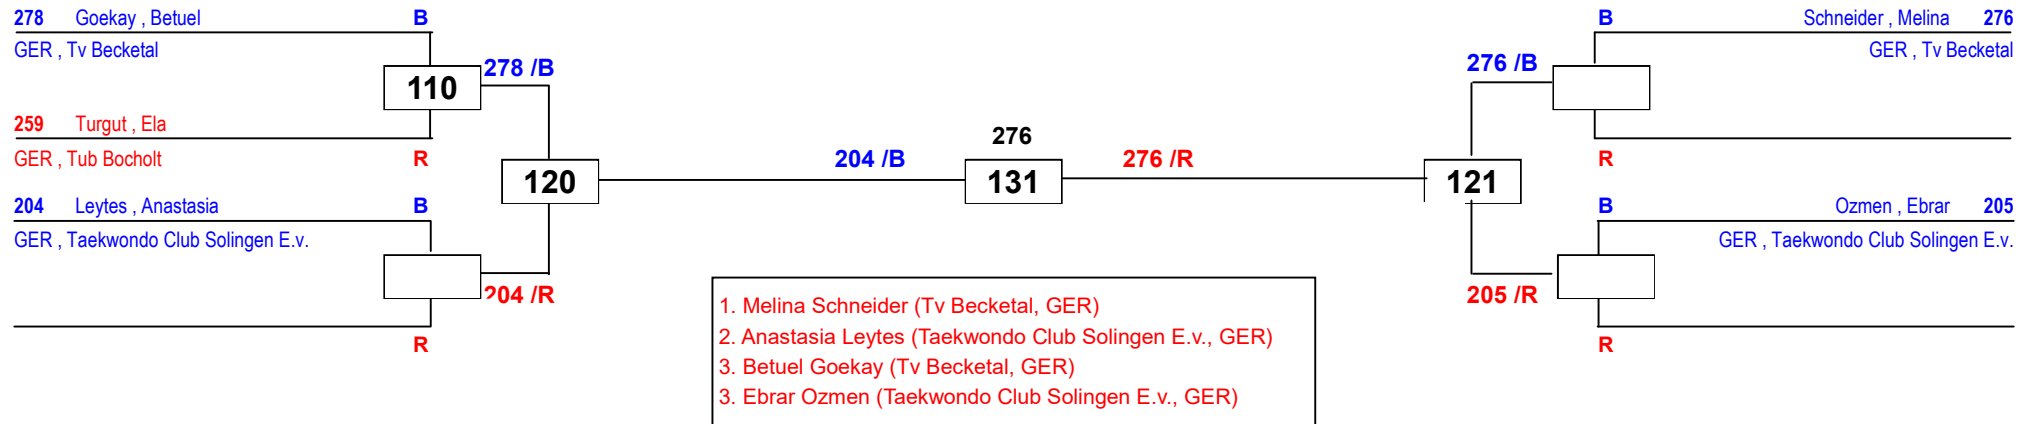 278 Goekay , Betuel B
GER , Tv Becketal
110
278 /B
259 Turgut , Ela
GER , Tub Bocholt R
120
204 Leytes , Anastasia B
GER , Taekwondo Club Solingen E.v.
204 /R
R
204 /B
276
131
276 /R
B Schneider , Melina 276
GER , Tv Becketal
276 /B
R
121
B Ozmen , Ebrar 205
GER , Taekwondo Club Solingen E.v.
205 /R
R
1. Melina Schneider (Tv Becketal, GER)
2. Anastasia Leytes (Taekwondo Club Solingen E.v., GER)
3. Betuel Goekay (Tv Becketal, GER)
3. Ebrar Ozmen (Taekwondo Club Solingen E.v., GER)